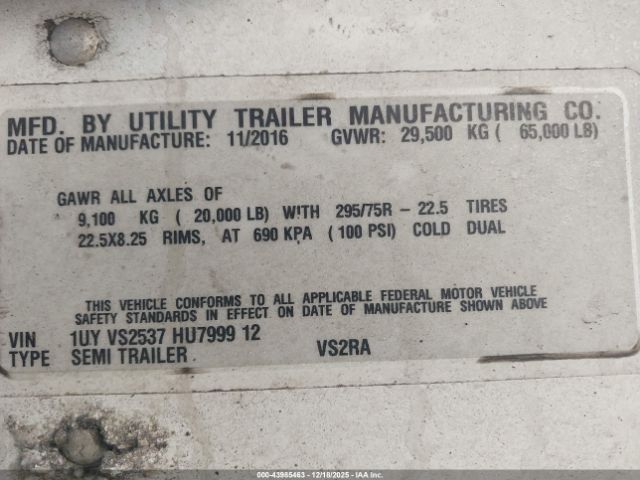 MFD. BY UTILITY TRAILER MANUFACTURING CO.
DATE OF MANUFACTURE: 11/2016 GVWR: 29,500 KG ( 65,000 LB)
GAWR ALL AXLES OF
9,100 KG ( 20,000 LB) WITH 295/75R - 22.5 TIRES
22.5X8.25 RIMS, AT 690 KPA ( 100 PSI) COLD DUAL
THIS VEHICLE CONFORMS TO ALL APPLICABLE FEDERAL MOTOR VEHICLE
SAFETY STANDARDS IN EFFECT ON DATE OF MANUFACTURE SHOWN ABOVE
VIN 1UY VS2537 HU7999 12
TYPE SEMI TRAILER VS2RA
000-43985463 - 12/18/2025 - IAAI.com